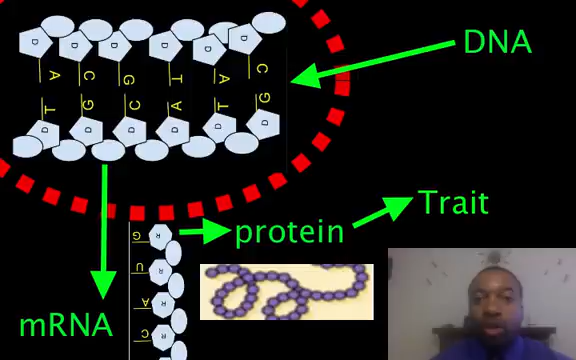 DNA
D D D D D D
A C G T A C
T G C A T G
D D D D D D
Trait
protein
G R
U R
A R
C R
mRNA